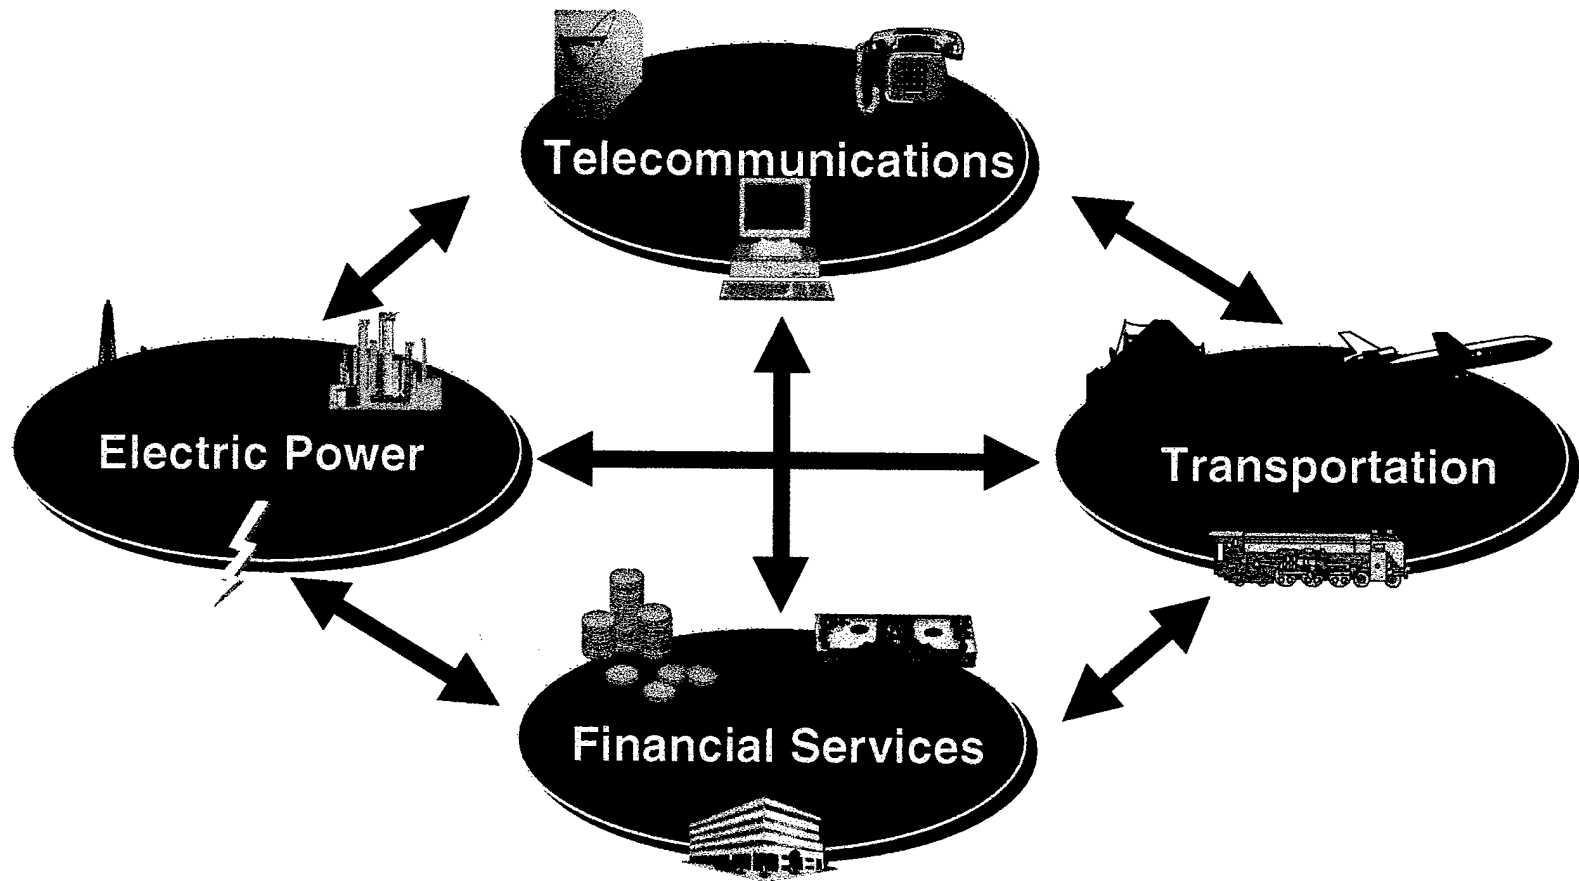 Telecommunications
Electric Power
Transportation
Financial Services